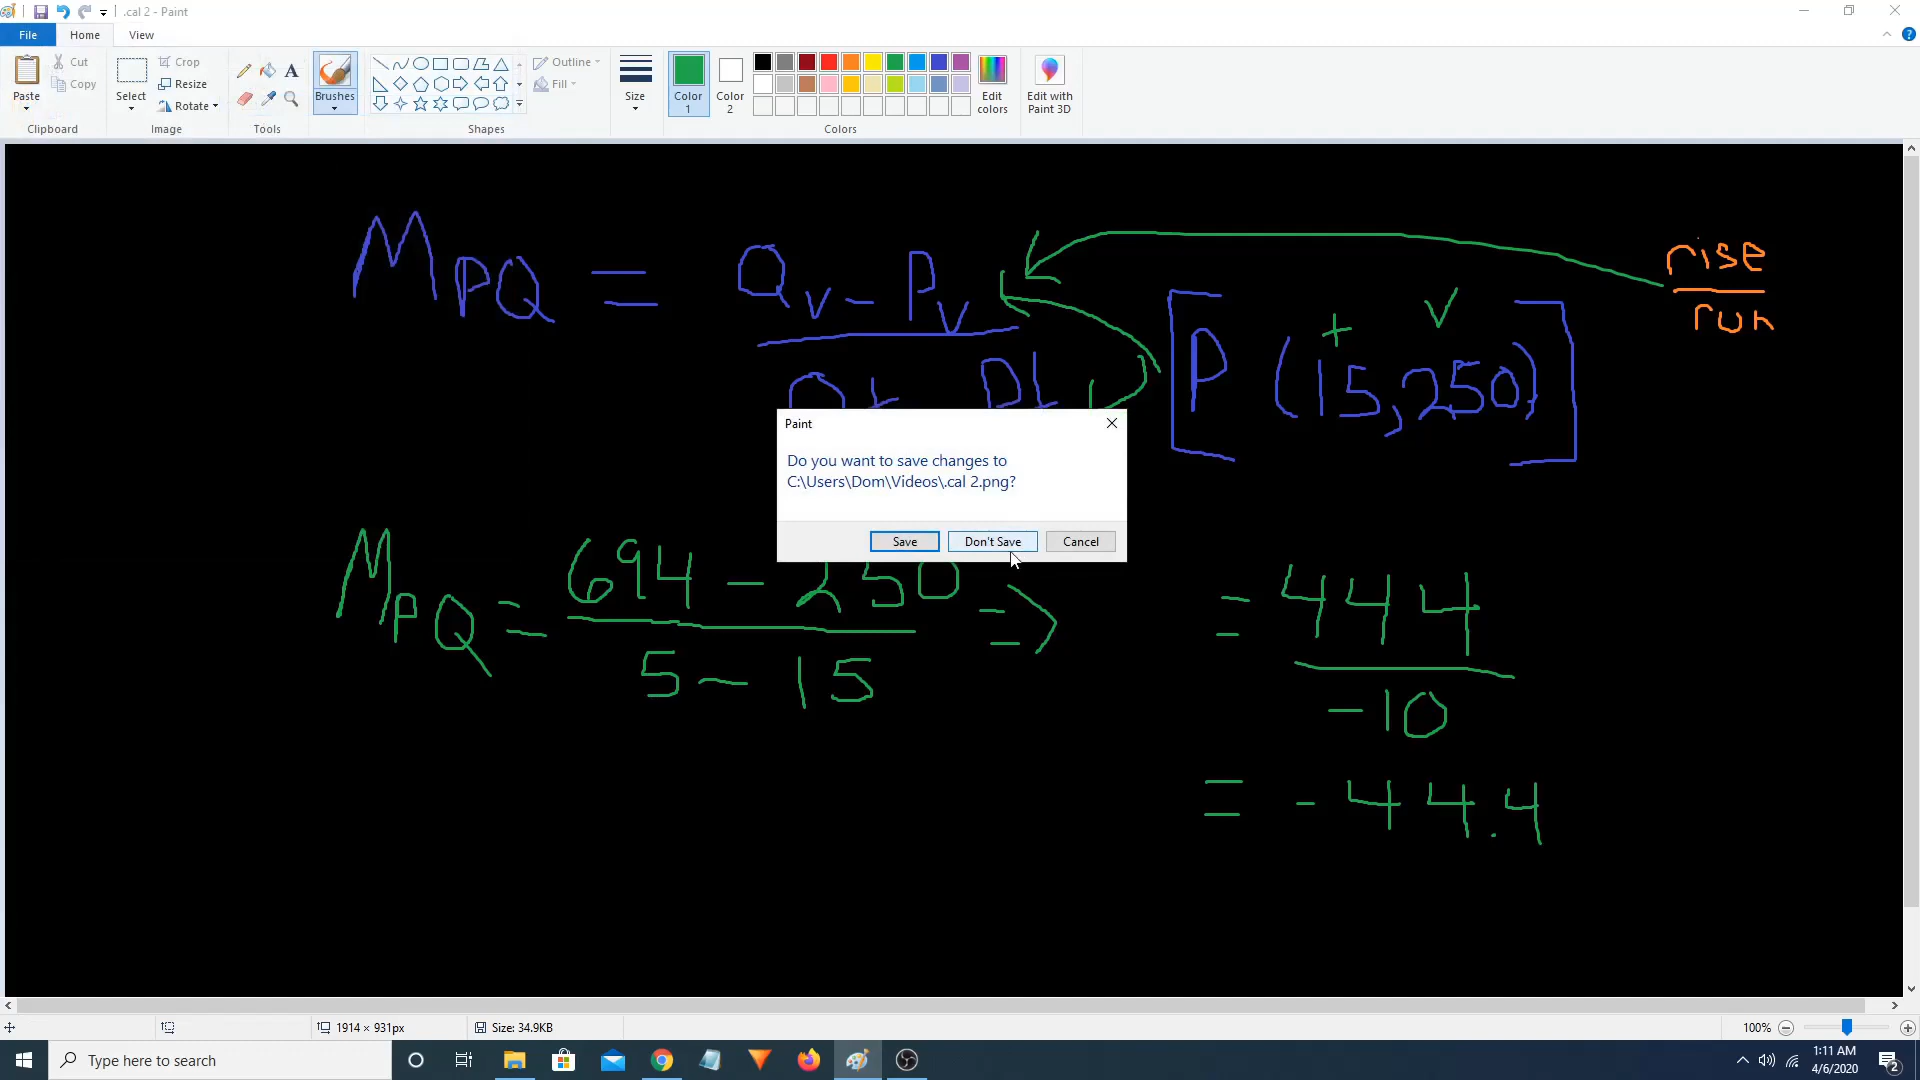 .cal 2 - Paint
File Home View
Paste Cut Copy Clipboard
Select Crop Resize Rotate Image
Tools
Brushes
Outline Fill Shapes
Size
Color 1 Color 2 Edit colors Colors
Edit with Paint 3D
M PQ = Qv - Pv
rise
run
+ v
P (15,250)
Paint
Do you want to save changes to
C:\Users\Dom\Videos\.cal 2.png?
Save Don't Save Cancel
M PQ = 694 - 250 => = 444
5 - 15 -10
= -44.4
1914 × 931px Size: 34.9KB 100%
Type here to search
1:11 AM
4/6/2020
2